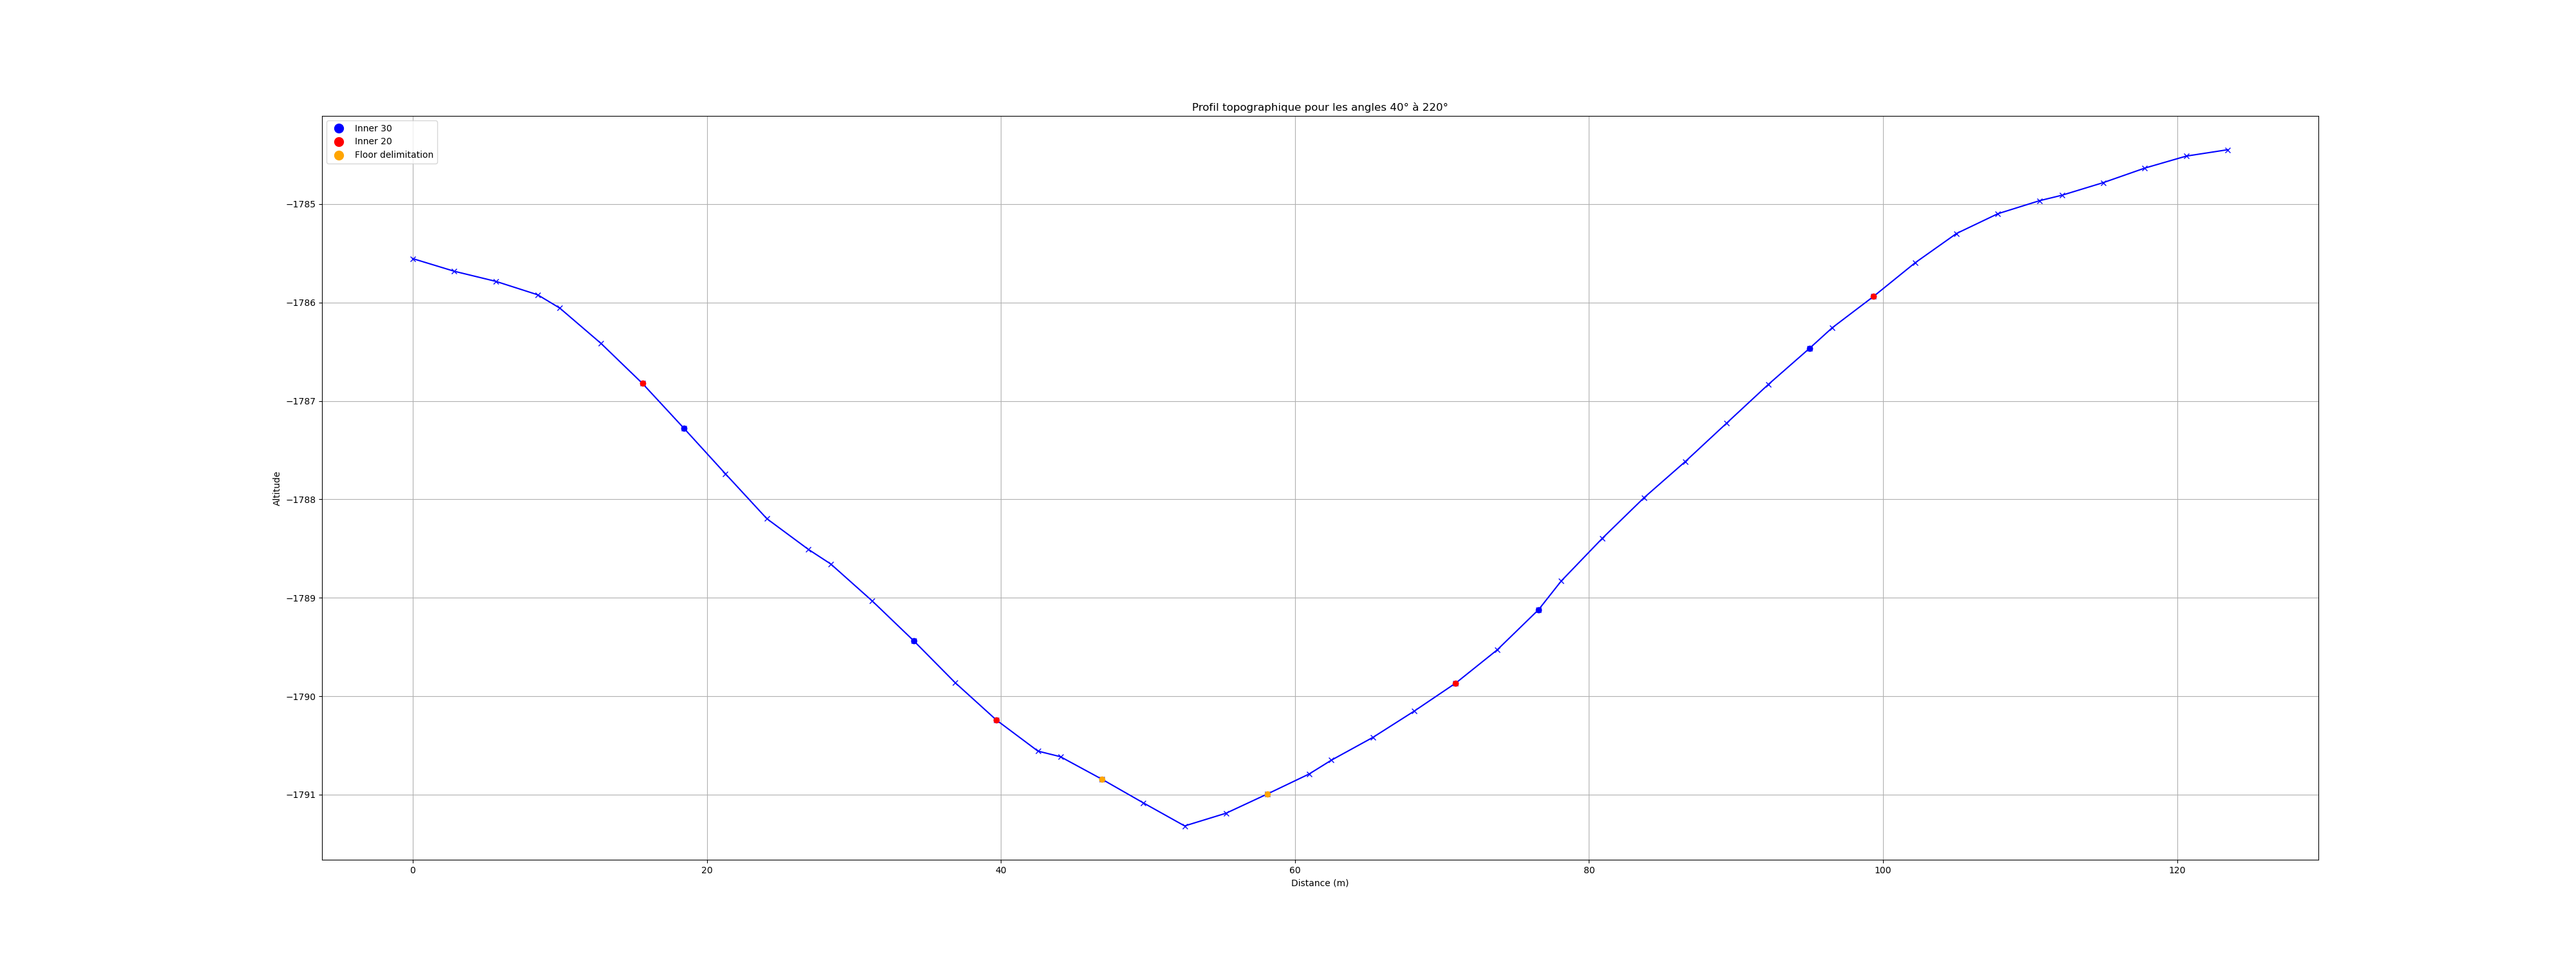 Profil topographique pour les angles 40° à 220°
Inner 30
Inner 20
Floor delimitation
Altitude
−1785
−1786
−1787
−1788
−1789
−1790
−1791
0 20 40 60 80 100 120
Distance (m)